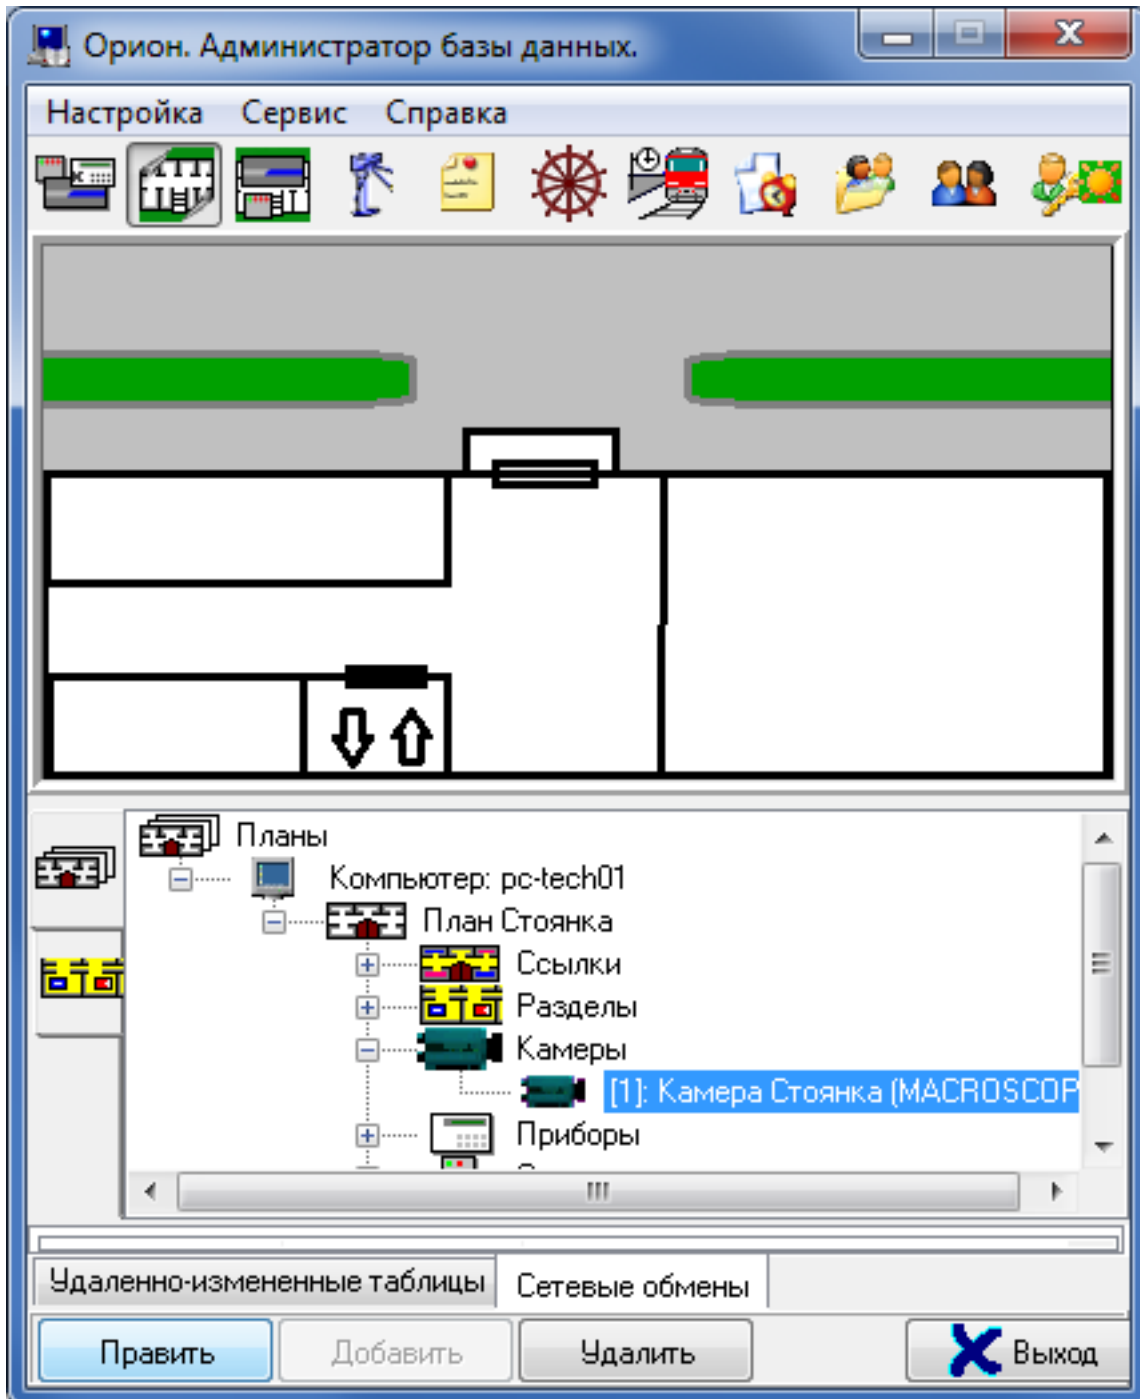 Орион. Администратор базы данных.
Настройка Сервис Справка
Планы
Компьютер: pc-tech01
План Стоянка
Ссылки
Разделы
Камеры
[1]: Камера Стоянка (MACROSCOP
Приборы
Удаленно-измененные таблицы Сетевые обмены
Править Добавить Удалить Выход